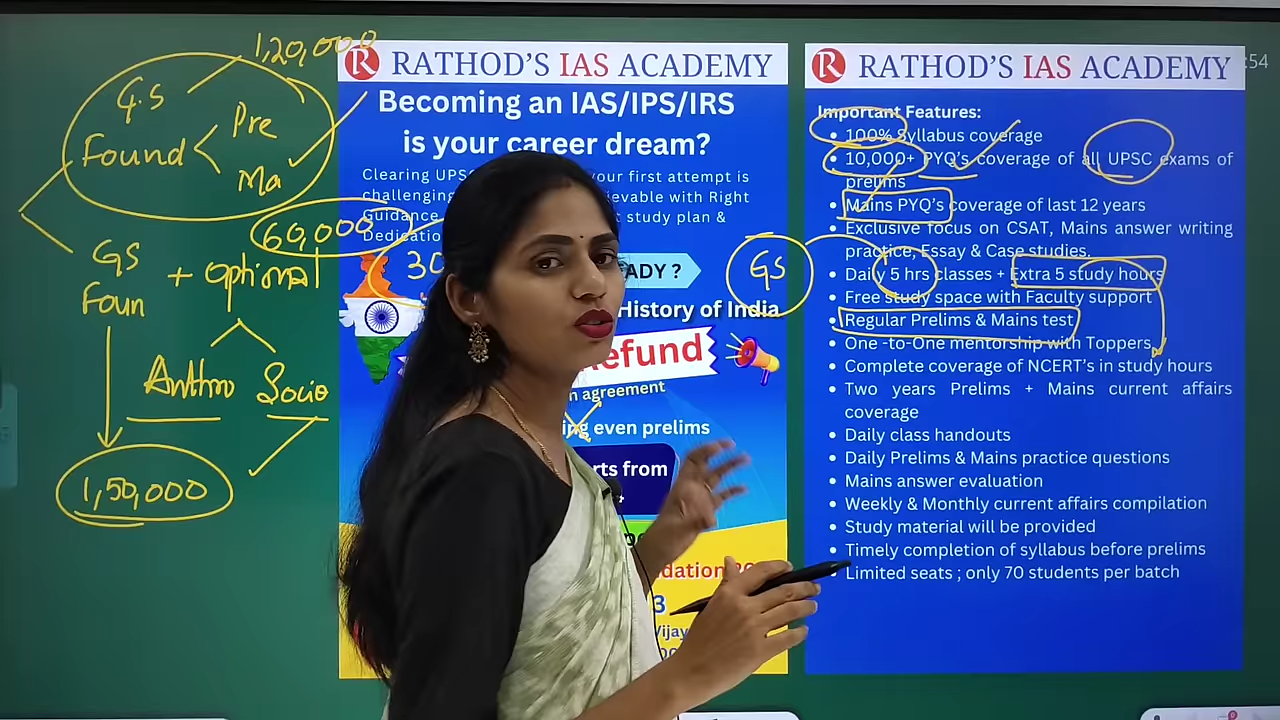 1,20,000
G.S
Found < Pre
Ma
60,000
GS + optional
Foun
Anthro Socio
1,50,000
R RATHOD'S IAS ACADEMY
Becoming an IAS/IPS/IRS
is your career dream?
Clearing your first attempt is
challenging with Right
Guidance study plan &
30
History of India
agreement
even prelims
from
GS
R RATHOD'S IAS ACADEMY
:54
Important Features:
• 100% Syllabus coverage
• 10,000+ PYQ's coverage of all UPSC exams of
prelims
• Mains PYQ's coverage of last 12 years
• Exclusive focus on CSAT, Mains answer writing
practice, Essay & Case studies.
• Daily 5 hrs classes + Extra 5 study hours
• Free study space with Faculty support
• Regular Prelims & Mains test
• One -to-One mentorship with Toppers
• Complete coverage of NCERT's in study hours
• Two years Prelims + Mains current affairs
coverage
• Daily class handouts
• Daily Prelims & Mains practice questions
• Mains answer evaluation
• Weekly & Monthly current affairs compilation
• Study material will be provided
• Timely completion of syllabus before prelims
• Limited seats ; only 70 students per batch